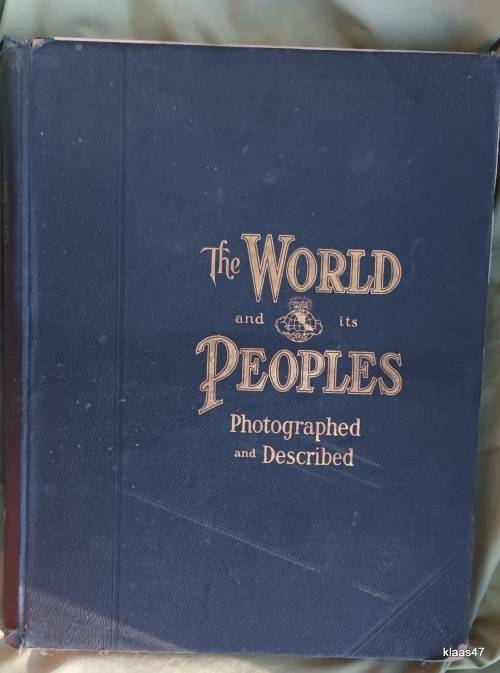 The WORLD
and its
PEOPLES
Photographed
and Described
klaas47